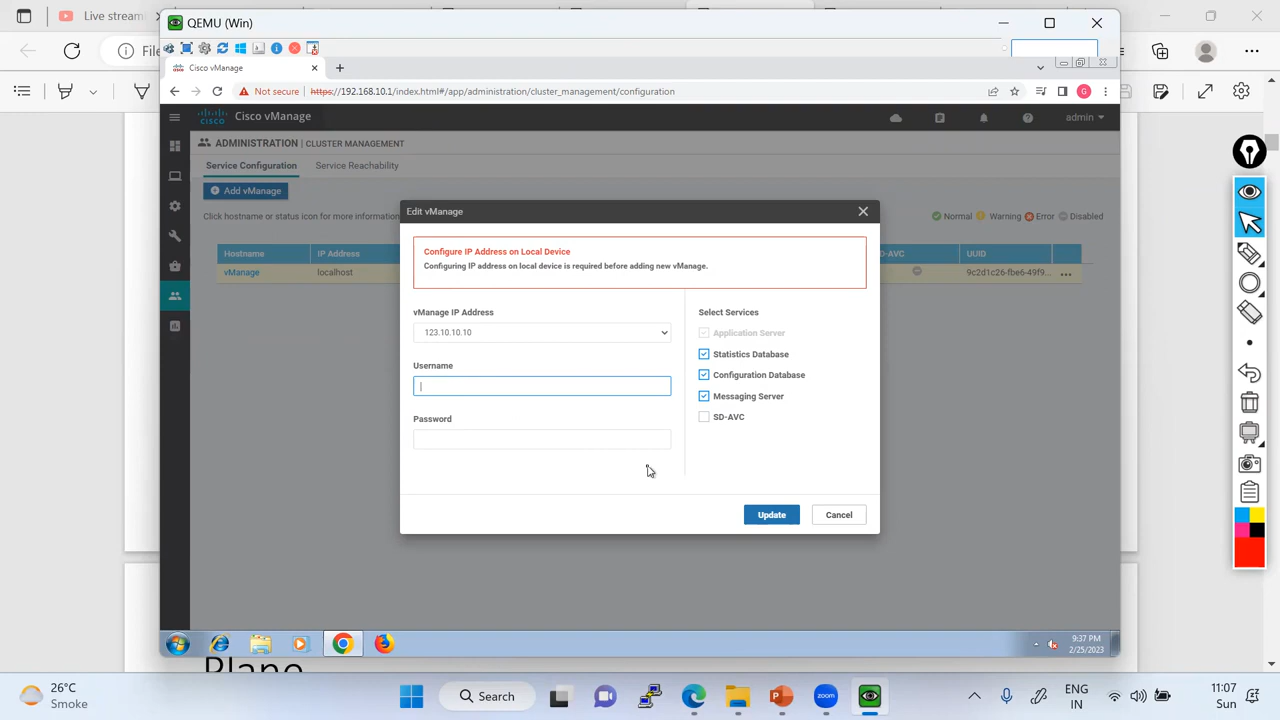 Live stream
File
QEMU (Win)
Cisco vManage
Not secure
https://192.168.10.1/index.html#/app/administration/cluster_management/configuration
cisco
Cisco vManage
admin
ADMINISTRATION | CLUSTER MANAGEMENT
Service Configuration
Service Reachability
Add vManage
Click hostname or status icon for more information
Normal
Warning
Error
Disabled
Hostname
IP Address
D-AVC
UUID
vManage
localhost
9c2d1c26-fbe6-49f9...
Edit vManage
Configure IP Address on Local Device
Configuring IP address on local device is required before adding new vManage.
vManage IP Address
123.10.10.10
Username
Password
Select Services
Application Server
Statistics Database
Configuration Database
Messaging Server
SD-AVC
Update
Cancel
9:37 PM
2/25/2023
Plane
26°C
Smoke
Search
zoom
ENG
IN
11:07
Sun